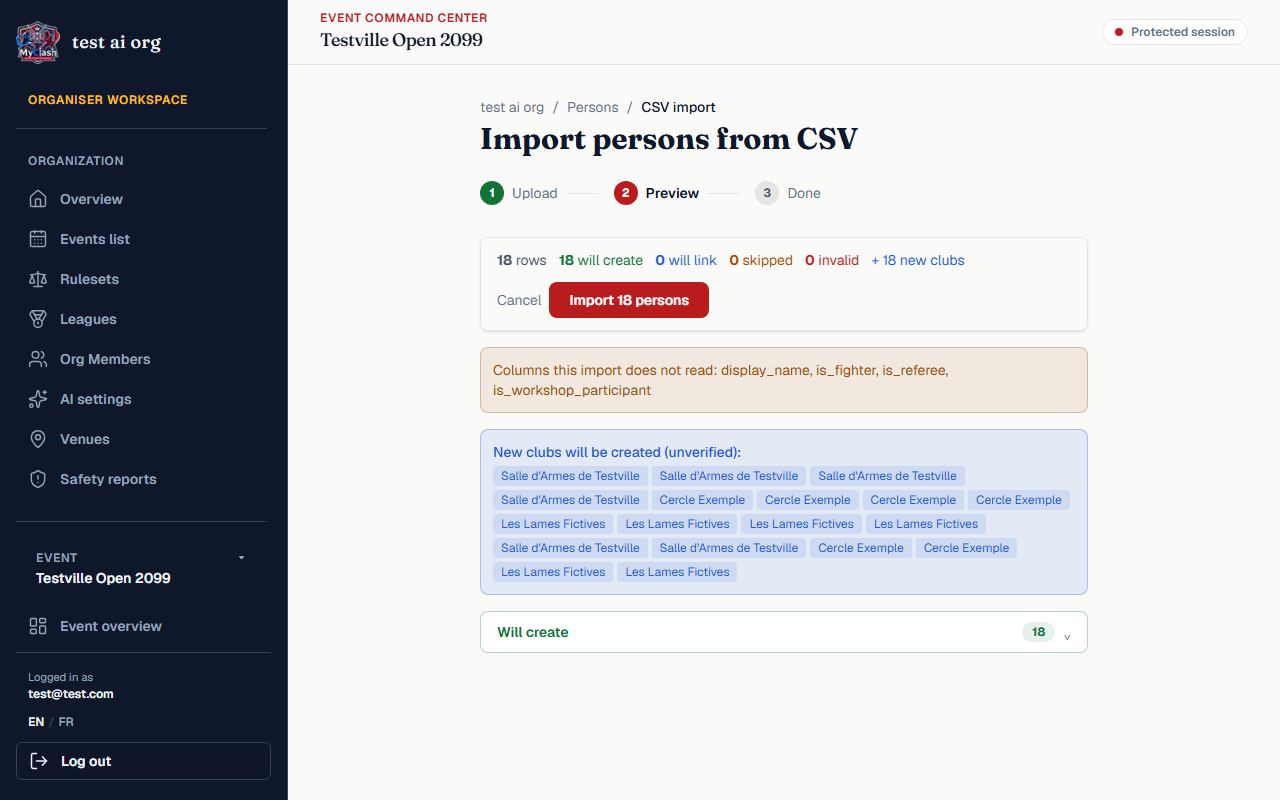 MyClash
test ai org
ORGANISER WORKSPACE
ORGANIZATION
Overview
Events list
Rulesets
Leagues
Org Members
AI settings
Venues
Safety reports
EVENT
Testville Open 2099
Event overview
Logged in as
test@test.com
EN / FR
Log out
EVENT COMMAND CENTER
Testville Open 2099
Protected session
test ai org / Persons / CSV import
Import persons from CSV
1 Upload 2 Preview 3 Done
18 rows 18 will create 0 will link 0 skipped 0 invalid + 18 new clubs
Cancel Import 18 persons
Columns this import does not read: display_name, is_fighter, is_referee,
is_workshop_participant
New clubs will be created (unverified):
Salle d'Armes de Testville Salle d'Armes de Testville Salle d'Armes de Testville
Salle d'Armes de Testville Cercle Exemple Cercle Exemple Cercle Exemple Cercle Exemple
Les Lames Fictives Les Lames Fictives Les Lames Fictives Les Lames Fictives
Salle d'Armes de Testville Salle d'Armes de Testville Cercle Exemple Cercle Exemple
Les Lames Fictives Les Lames Fictives
Will create 18 v